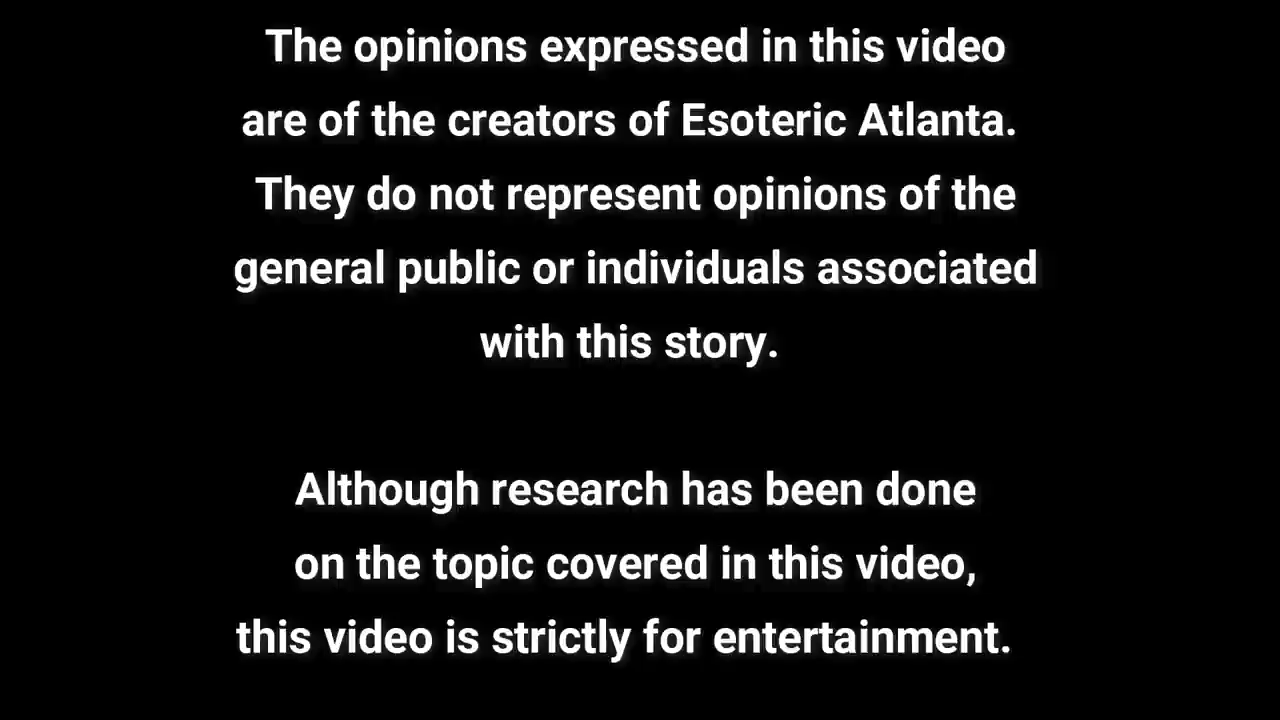 The opinions expressed in this video
are of the creators of Esoteric Atlanta.
They do not represent opinions of the
general public or individuals associated
with this story.
Although research has been done
on the topic covered in this video,
this video is strictly for entertainment.